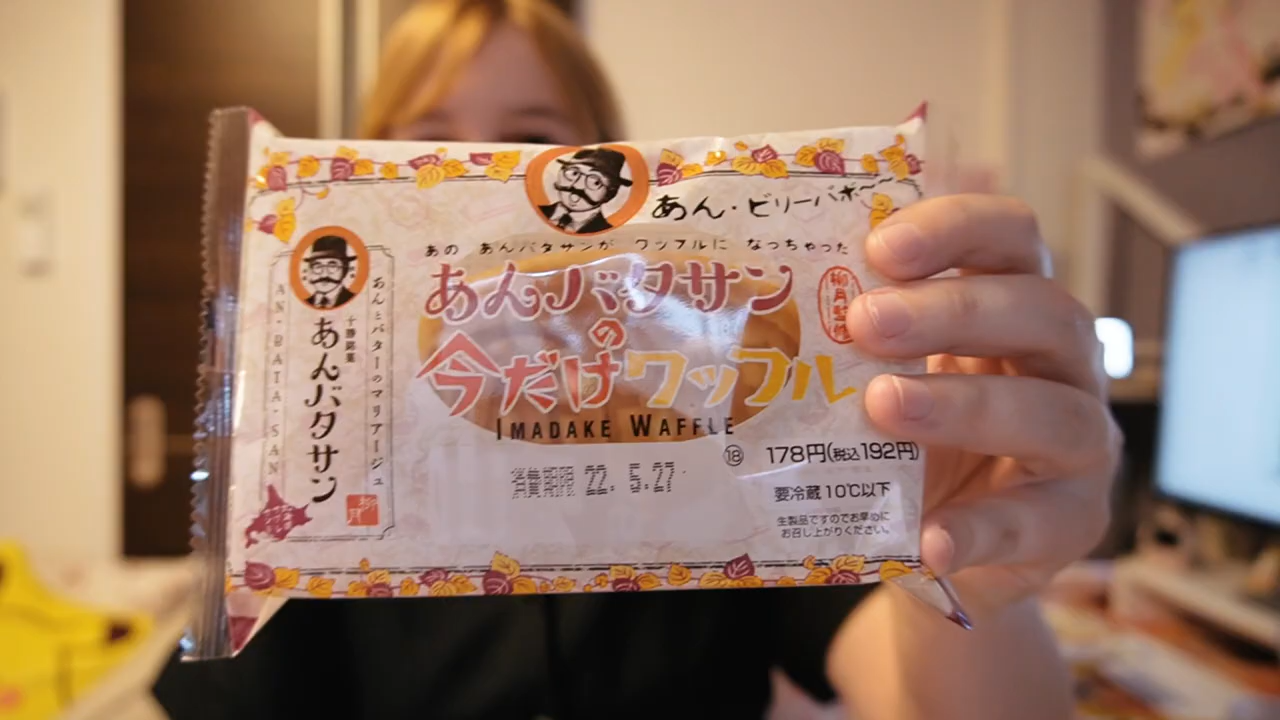 あん・ビリーバボ〜〜
あの あんバタサンが ワッフルに なっちゃった
あんバタサン
の
今だけワッフル
IMADAKE WAFFLE
柳月監修
⑱ 178円(税込192円)
消費期限 22. 5.27
要冷蔵10℃以下
生製品ですのでお早めに
お召し上がりください。
あんとバターのマリアージュ
十勝銘菓
あんバタサン
柳月
AN・BATA・SAN